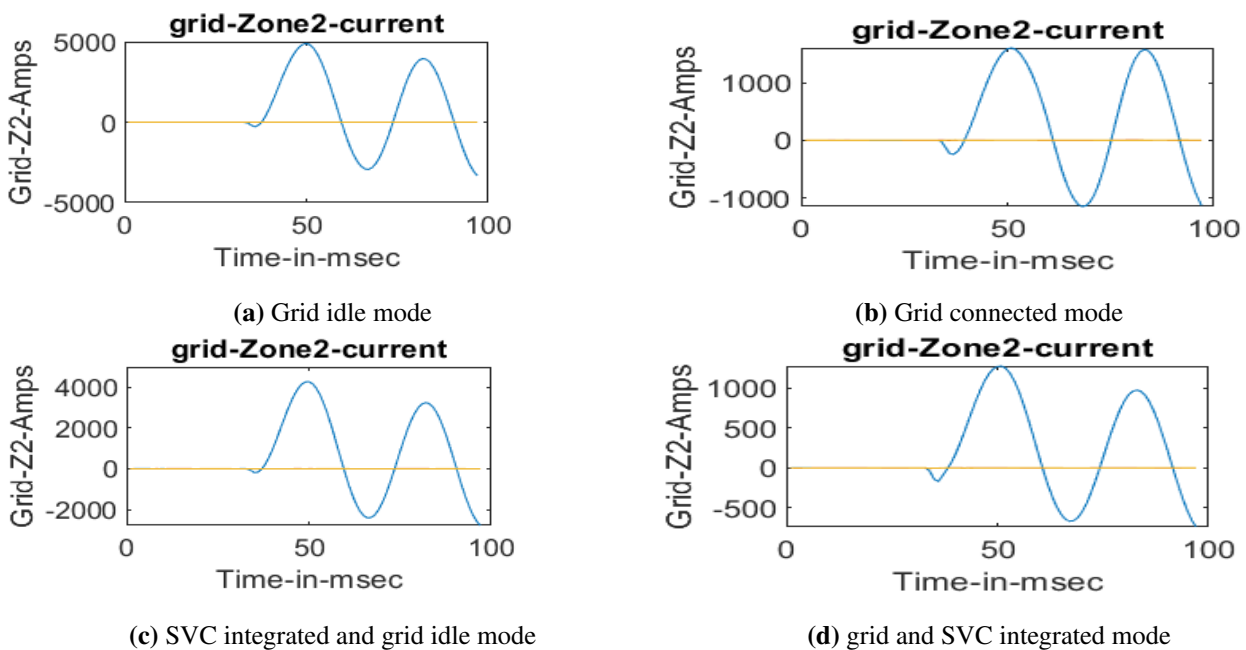 grid-Zone2-current
Grid-Z2-Amps
5000
0
-5000
0 50 100
Time-in-msec
(a) Grid idle mode
grid-Zone2-current
Grid-Z2-Amps
1000
0
-1000
0 50 100
Time-in-msec
(b) Grid connected mode
grid-Zone2-current
Grid-Z2-Amps
4000
2000
0
-2000
0 50 100
Time-in-msec
(c) SVC integrated and grid idle mode
grid-Zone2-current
Grid-Z2-Amps
1000
500
0
-500
0 50 100
Time-in-msec
(d) grid and SVC integrated mode